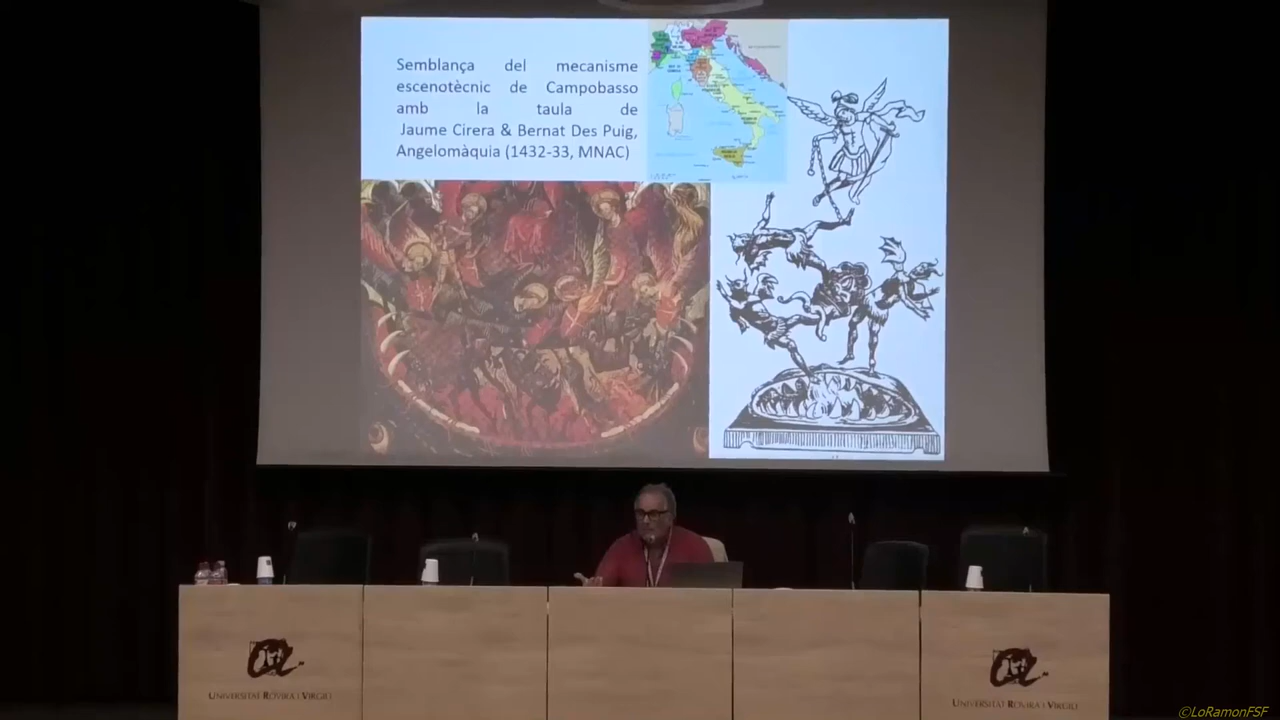 Semblança del mecanisme
escenotècnic de Campobasso
amb la taula de
Jaume Cirera & Bernat Des Puig,
Angelomàquia (1432-33, MNAC)
UNIVERSITAT ROVIRA I VIRGILI
UNIVERSITAT ROVIRA I VIRGILI
©LoRamonFSF